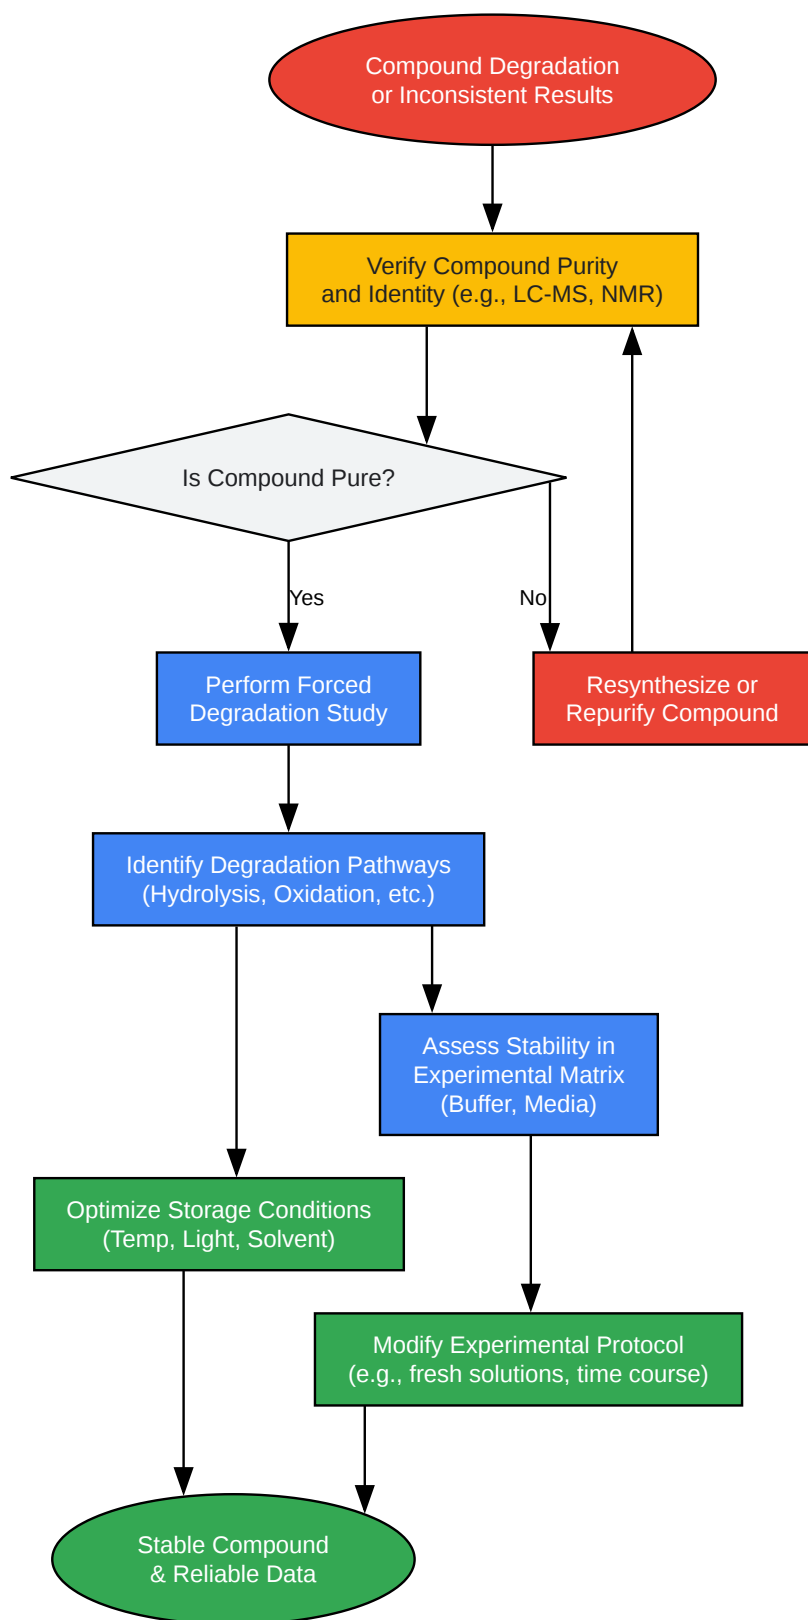 Compound Degradation
or Inconsistent Results
Verify Compound Purity
and Identity (e.g., LC-MS, NMR)
Is Compound Pure?
Yes
No
Perform Forced
Degradation Study
Resynthesize or
Repurify Compound
Identify Degradation Pathways
(Hydrolysis, Oxidation, etc.)
Assess Stability in
Experimental Matrix
(Buffer, Media)
Optimize Storage Conditions
(Temp, Light, Solvent)
Modify Experimental Protocol
(e.g., fresh solutions, time course)
Stable Compound
& Reliable Data